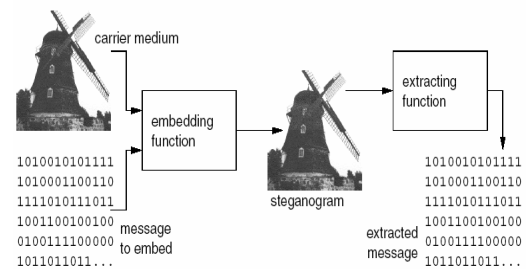 carrier medium
embedding
function
steganogram
extracting
function
1010010101111
1010001100110
1111010111011
1001100100100
0100111100000
1011011011...
message
to embed
extracted
message
1010010101111
1010001100110
1111010111011
1001100100100
0100111100000
1011011011...